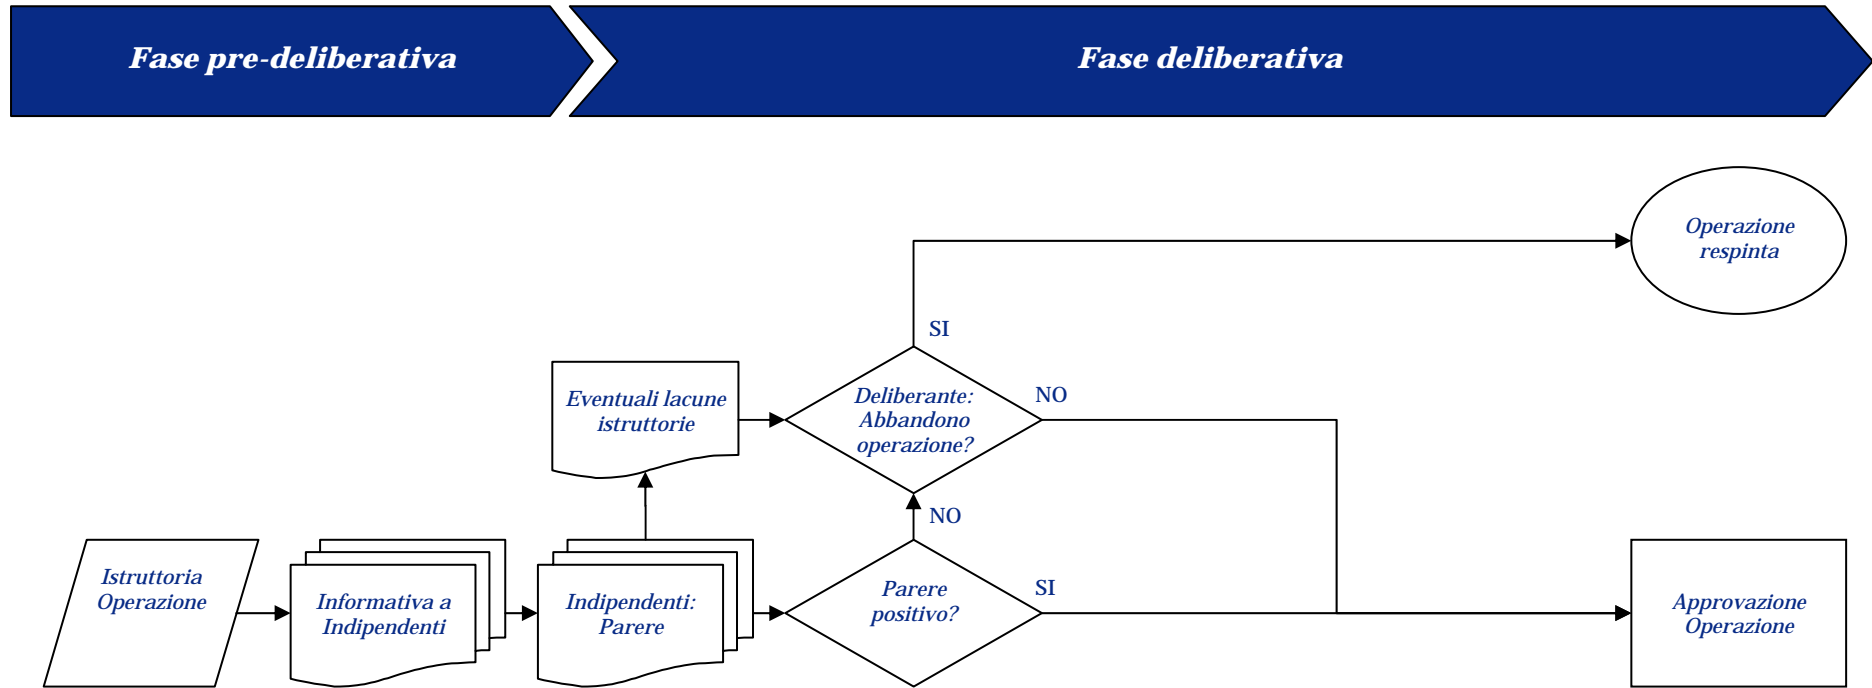 Fase pre-deliberativa
Fase deliberativa
Operazione
respinta
SI
Eventuali lacune
istruttorie
Deliberante:
Abbandono
operazione?
NO
NO
Istruttoria
Operazione
Informativa a
Indipendenti
Indipendenti:
Parere
Parere
positivo?
SI
Approvazione
Operazione